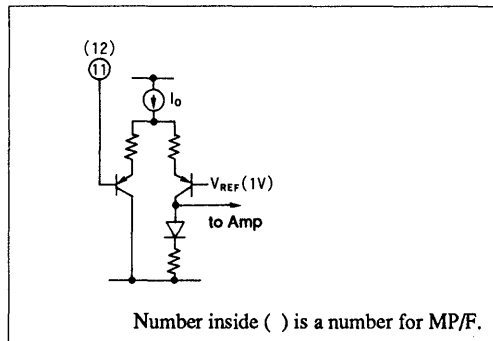 (12)
11
I₀
V_REF(1V)
to Amp
Number inside ( ) is a number for MP/F.